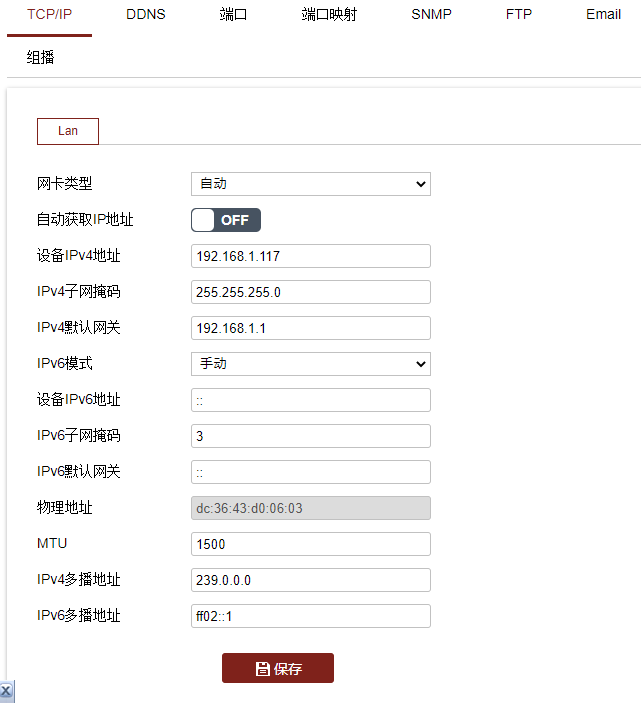 TCP/IP DDNS 端口 端口映射 SNMP FTP Email
组播
Lan
网卡类型 自动
自动获取IP地址 OFF
设备IPv4地址 192.168.1.117
IPv4子网掩码 255.255.255.0
IPv4默认网关 192.168.1.1
IPv6模式 手动
设备IPv6地址 ::
IPv6子网掩码 3
IPv6默认网关 ::
物理地址 dc:36:43:d0:06:03
MTU 1500
IPv4多播地址 239.0.0.0
IPv6多播地址 ff02::1
保存